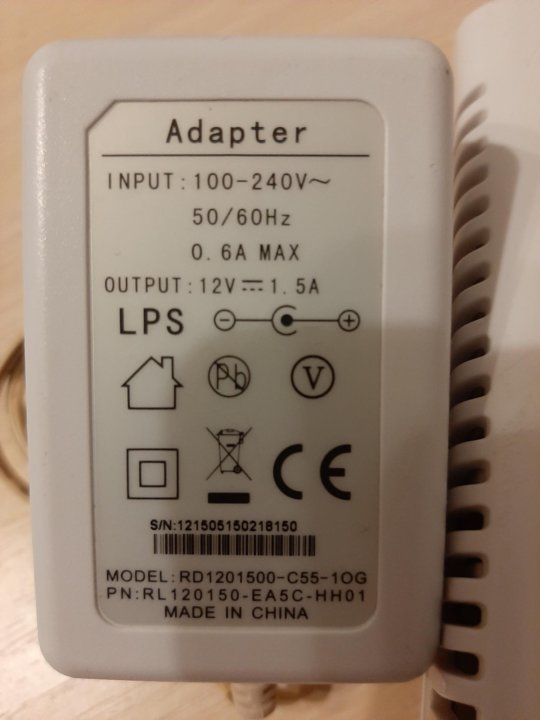 Adapter
INPUT:100-240V~
50/60Hz
0.6A MAX
OUTPUT:12V⎓1.5A
LPS
Pb
V
CE
S/N:121505150218150
MODEL:RD1201500-C55-1OG
PN:RL120150-EA5C-HH01
MADE IN CHINA